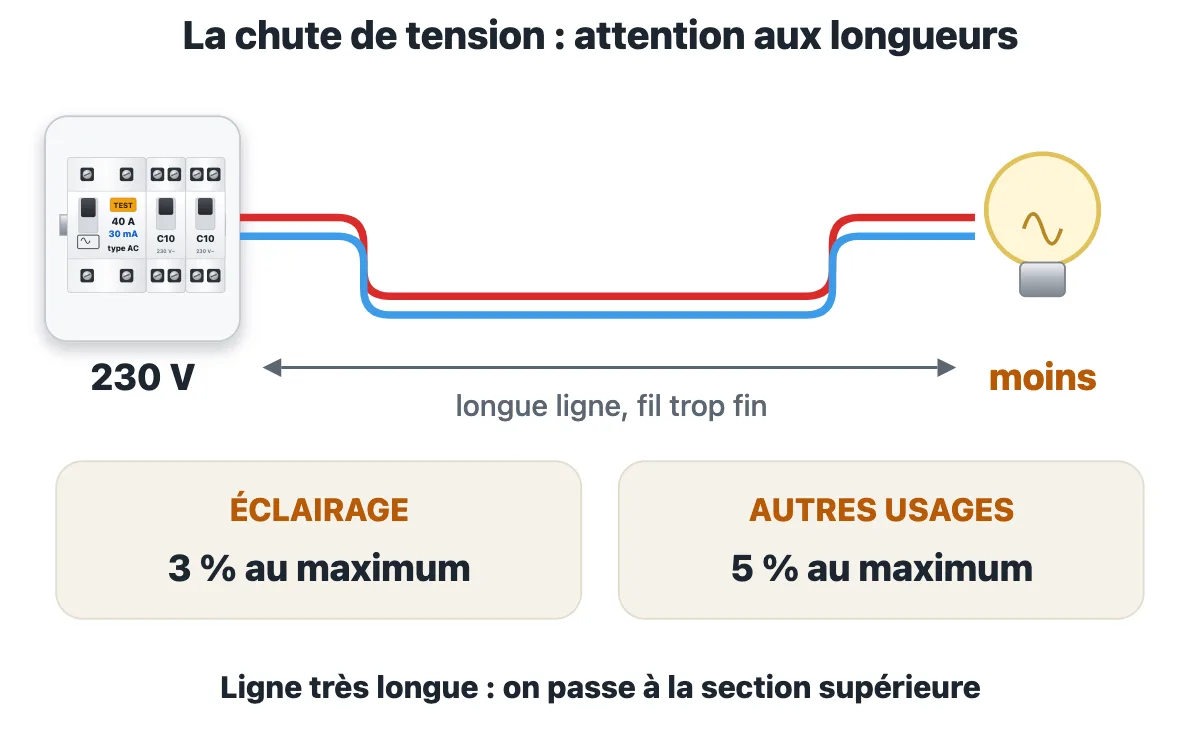 La chute de tension : attention aux longueurs
TEST
40 A
30 mA
type AC
C10
230 V~
C10
230 V~
230 V
longue ligne, fil trop fin
moins
ÉCLAIRAGE
3 % au maximum
AUTRES USAGES
5 % au maximum
Ligne très longue : on passe à la section supérieure